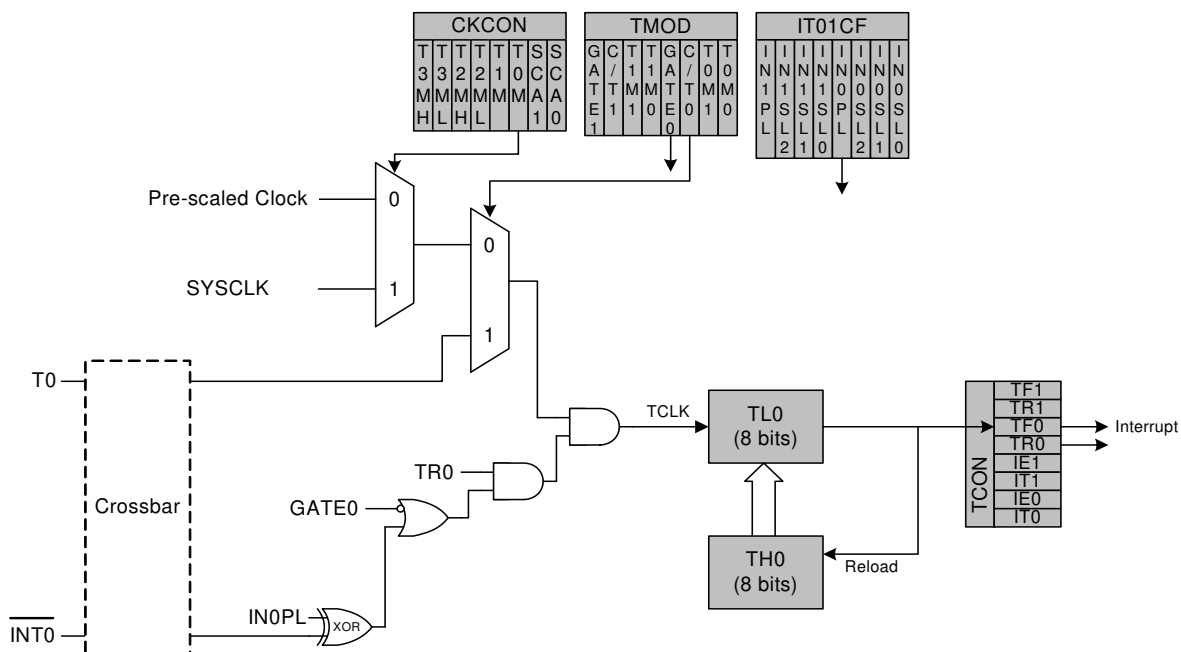 CKCON
T3MH T3ML T2MH T2ML T1M T0M SCA1 SCA0
TMOD
GATE1 C/T1 T1M1 T1M0 GATE0 C/T0 T0M1 T0M0
IT01CF
IN1PL IN1SL2 IN1SL1 IN1SL0 IN0PL IN0SL2 IN0SL1 IN0SL0
Pre-scaled Clock
0
SYSCLK
1
0
1
T0
Crossbar
TR0
GATE0
IN0PL
XOR
INT0
TCLK
TL0
(8 bits)
TH0
(8 bits)
Reload
TCON
TF1
TR1
TF0
TR0
IE1
IT1
IE0
IT0
Interrupt